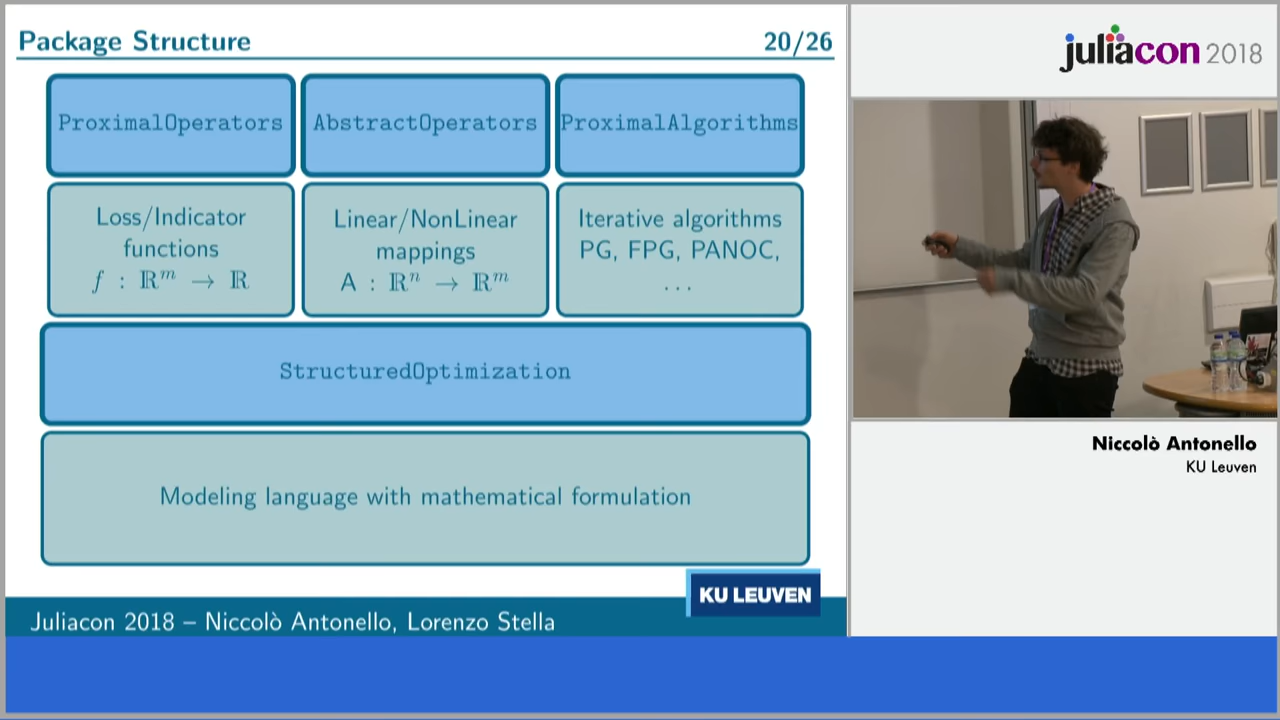 Package Structure
20/26
ProximalOperators
AbstractOperators
ProximalAlgorithms
Loss/Indicator
functions
f : ℝᵐ → ℝ
Linear/NonLinear
mappings
A : ℝⁿ → ℝᵐ
Iterative algorithms
PG, FPG, PANOC,
...
StructuredOptimization
Modeling language with mathematical formulation
KU LEUVEN
Juliacon 2018 – Niccolò Antonello, Lorenzo Stella
juliacon 2018
Niccolò Antonello
KU Leuven